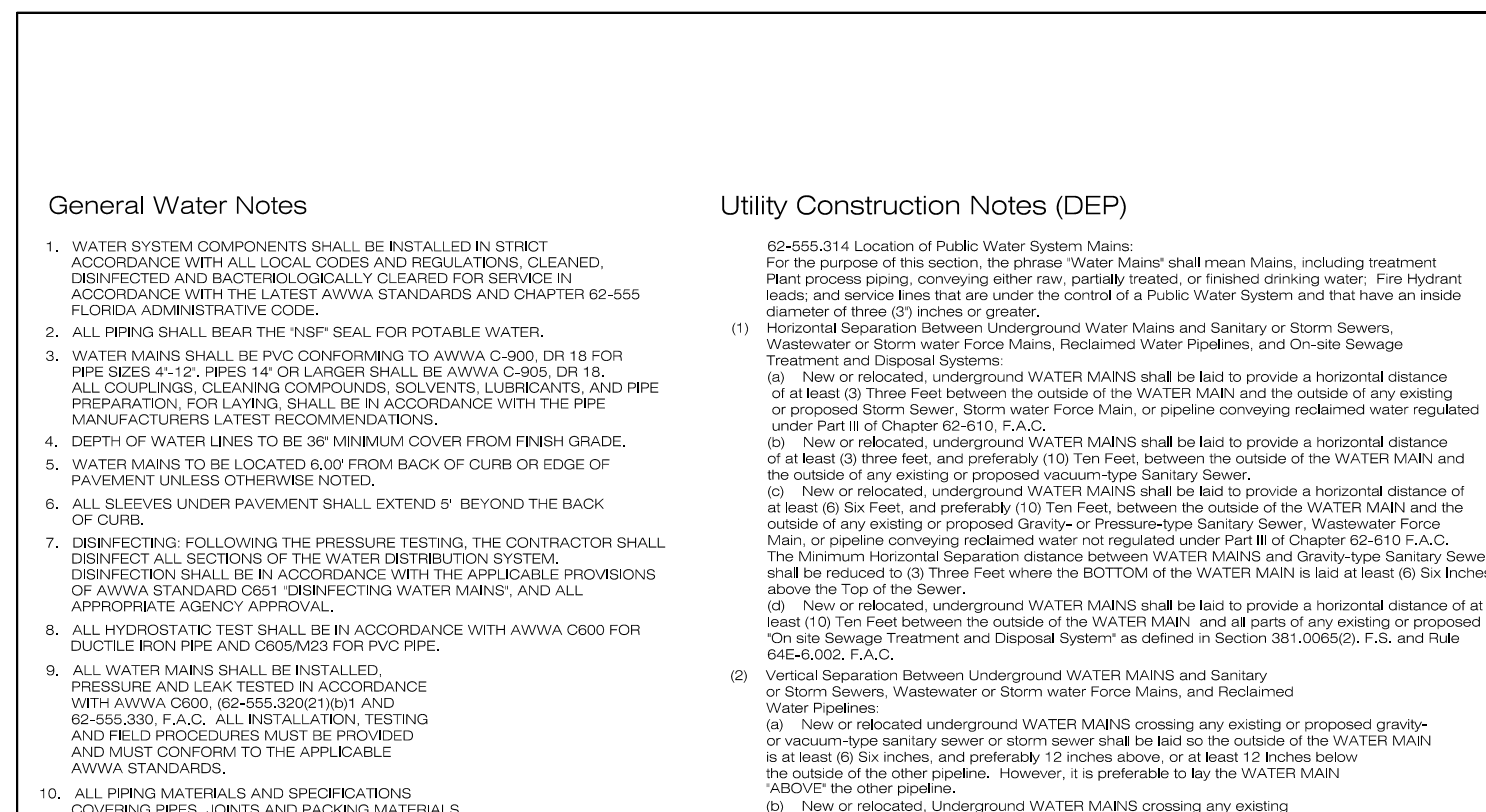 General Water Notes
1. WATER SYSTEM COMPONENTS SHALL BE INSTALLED IN STRICT
ACCORDANCE WITH ALL LOCAL CODES AND REGULATIONS, CLEANED,
DISINFECTED AND BACTERIOLOGICALLY CLEARED FOR SERVICE IN
ACCORDANCE WITH THE LATEST AWWA STANDARDS AND CHAPTER 62-555
FLORIDA ADMINISTRATIVE CODE.
2. ALL PIPING SHALL BEAR THE "NSF" SEAL FOR POTABLE WATER.
3. WATER MAINS SHALL BE PVC CONFORMING TO AWWA C-900, DR 18 FOR
PIPE SIZES 4"-12". PIPES 14" OR LARGER SHALL BE AWWA C-905, DR 18.
ALL COUPLINGS, CLEANING COMPOUNDS, SOLVENTS, LUBRICANTS, AND PIPE
PREPARATION, FOR LAYING, SHALL BE IN ACCORDANCE WITH THE PIPE
MANUFACTURERS LATEST RECOMMENDATIONS.
4. DEPTH OF WATER LINES TO BE 36" MINIMUM COVER FROM FINISH GRADE.
5. WATER MAINS TO BE LOCATED 6.00' FROM BACK OF CURB OR EDGE OF
PAVEMENT UNLESS OTHERWISE NOTED.
6. ALL SLEEVES UNDER PAVEMENT SHALL EXTEND 5' BEYOND THE BACK
OF CURB.
7. DISINFECTING: FOLLOWING THE PRESSURE TESTING, THE CONTRACTOR SHALL
DISINFECT ALL SECTIONS OF THE WATER DISTRIBUTION SYSTEM.
DISINFECTION SHALL BE IN ACCORDANCE WITH THE APPLICABLE PROVISIONS
OF AWWA STANDARD C651 "DISINFECTING WATER MAINS", AND ALL
APPROPRIATE AGENCY APPROVAL.
8. ALL HYDROSTATIC TEST SHALL BE IN ACCORDANCE WITH AWWA C600 FOR
DUCTILE IRON PIPE AND C605/M23 FOR PVC PIPE.
9. ALL WATER MAINS SHALL BE INSTALLED,
PRESSURE AND LEAK TESTED IN ACCORDANCE
WITH AWWA C600, (62-555.320(21)(b)1 AND
62-555.330, F.A.C. ALL INSTALLATION, TESTING
AND FIELD PROCEDURES MUST BE PROVIDED
AND MUST CONFORM TO THE APPLICABLE
AWWA STANDARDS.
10. ALL PIPING MATERIALS AND SPECIFICATIONS
COVERING PIPES, JOINTS AND PACKING MATERIALS
Utility Construction Notes (DEP)
62-555.314 Location of Public Water System Mains:
For the purpose of this section, the phrase "Water Mains" shall mean Mains, including treatment
Plant process piping, conveying either raw, partially treated, or finished drinking water; Fire Hydrant
leads; and service lines that are under the control of a Public Water System and that have an inside
diameter of three (3") inches or greater.
(1) Horizontal Separation Between Underground Water Mains and Sanitary or Storm Sewers,
Wastewater or Storm water Force Mains, Reclaimed Water Pipelines, and On-site Sewage
Treatment and Disposal Systems:
(a) New or relocated, underground WATER MAINS shall be laid to provide a horizontal distance
of at least (3) Three Feet between the outside of the WATER MAIN and the outside of any existing
or proposed Storm Sewer, Storm water Force Main, or pipeline conveying reclaimed water regulated
under Part III of Chapter 62-610, F.A.C.
(b) New or relocated, underground WATER MAINS shall be laid to provide a horizontal distance
of at least (3) three feet, and preferably (10) Ten Feet, between the outside of the WATER MAIN and
the outside of any existing or proposed vacuum-type Sanitary Sewer.
(c) New or relocated, underground WATER MAINS shall be laid to provide a horizontal distance of
at least (6) Six Feet, and preferably (10) Ten Feet, between the outside of the WATER MAIN and the
outside of any existing or proposed Gravity- or Pressure-type Sanitary Sewer, Wastewater Force
Main, or pipeline conveying reclaimed water not regulated under Part III of Chapter 62-610 F.A.C.
The Minimum Horizontal Separation distance between WATER MAINS and Gravity-type Sanitary Sewe
shall be reduced to (3) Three Feet where the BOTTOM of the WATER MAIN is laid at least (6) Six Inches
above the Top of the Sewer.
(d) New or relocated, underground WATER MAINS shall be laid to provide a horizontal distance of at
least (10) Ten Feet between the outside of the WATER MAIN and all parts of any existing or proposed
"On site Sewage Treatment and Disposal System" as defined in Section 381.0065(2). F.S. and Rule
64E-6.002. F.A.C.
(2) Vertical Separation Between Underground WATER MAINS and Sanitary
or Storm Sewers, Wastewater or Storm water Force Mains, and Reclaimed
Water Pipelines:
(a) New or relocated underground WATER MAINS crossing any existing or proposed gravity-
or vacuum-type sanitary sewer or storm sewer shall be laid so the outside of the WATER MAIN
is at least (6) Six inches, and preferably 12 inches above, or at least 12 Inches below
the outside of the other pipeline. However, it is preferable to lay the WATER MAIN
"ABOVE" the other pipeline.
(b) New or relocated, Underground WATER MAINS crossing any existing